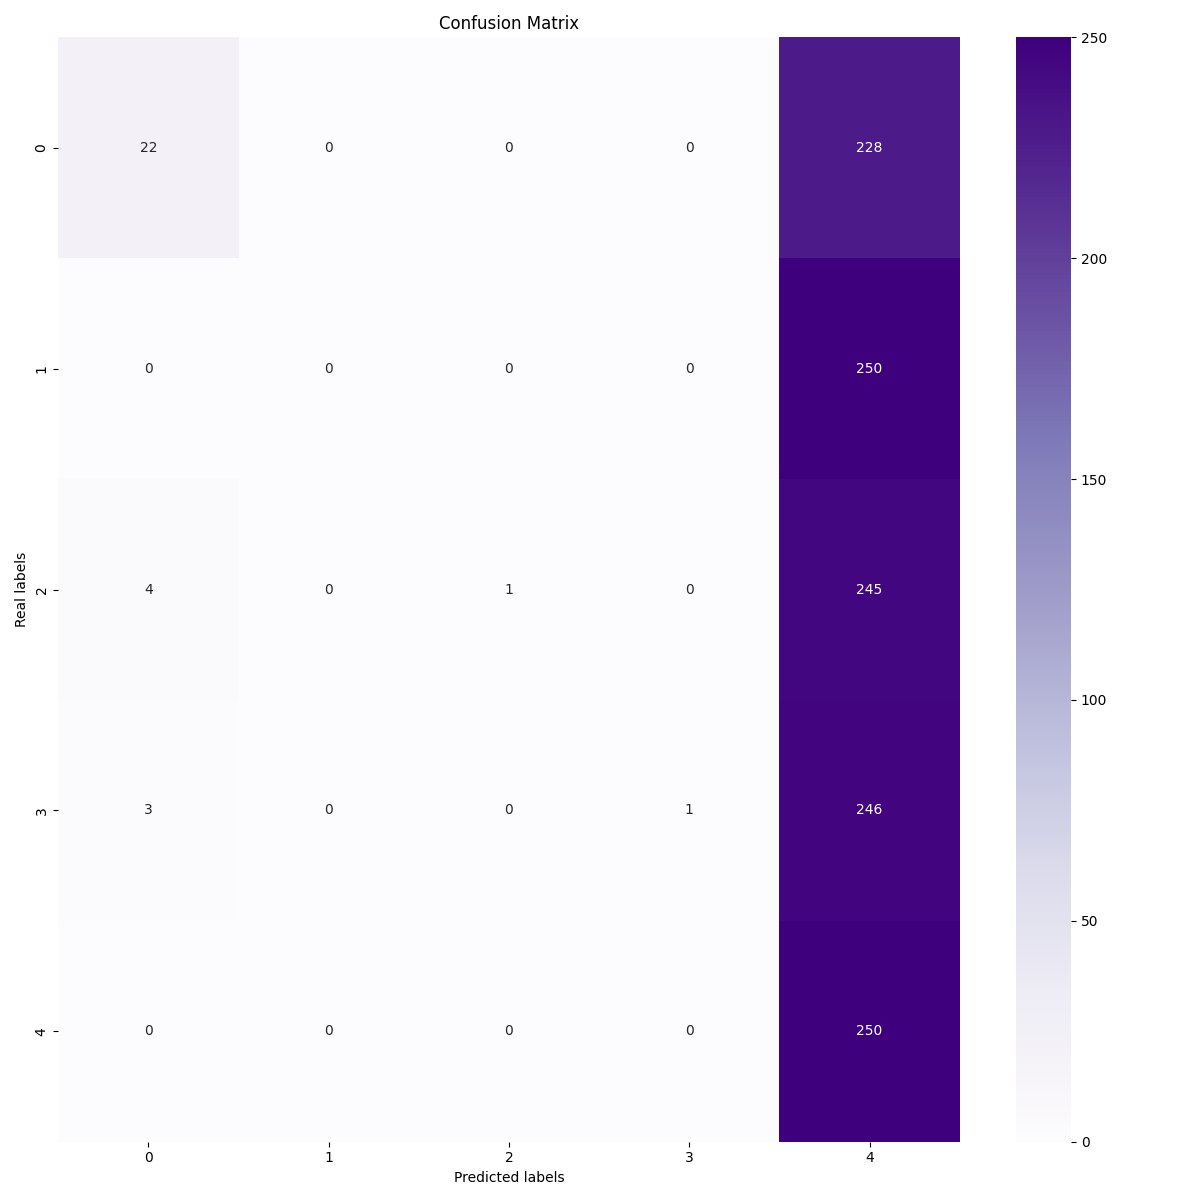 Confusion Matrix
0 22 0 0 0 228
1 0 0 0 0 250
2 4 0 1 0 245
3 3 0 0 1 246
4 0 0 0 0 250
0 1 2 3 4
Predicted labels
Real labels
250
200
150
100
50
0